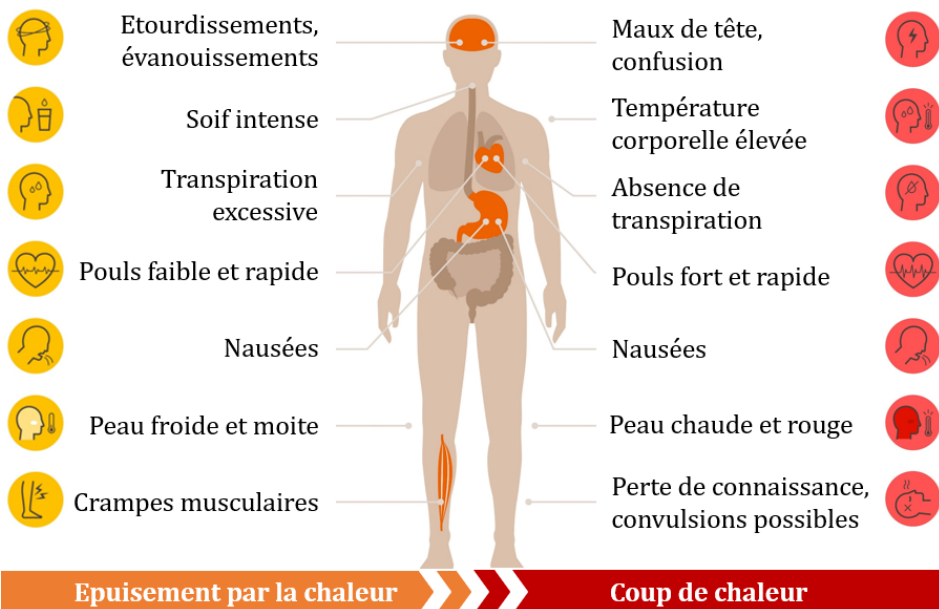 Etourdissements,
évanouissements
Soif intense
Transpiration
excessive
Pouls faible et rapide
Nausées
Peau froide et moite
Crampes musculaires
Maux de tête,
confusion
Température
corporelle élevée
Absence de
transpiration
Pouls fort et rapide
Nausées
Peau chaude et rouge
Perte de connaissance,
convulsions possibles
Epuisement par la chaleur
Coup de chaleur